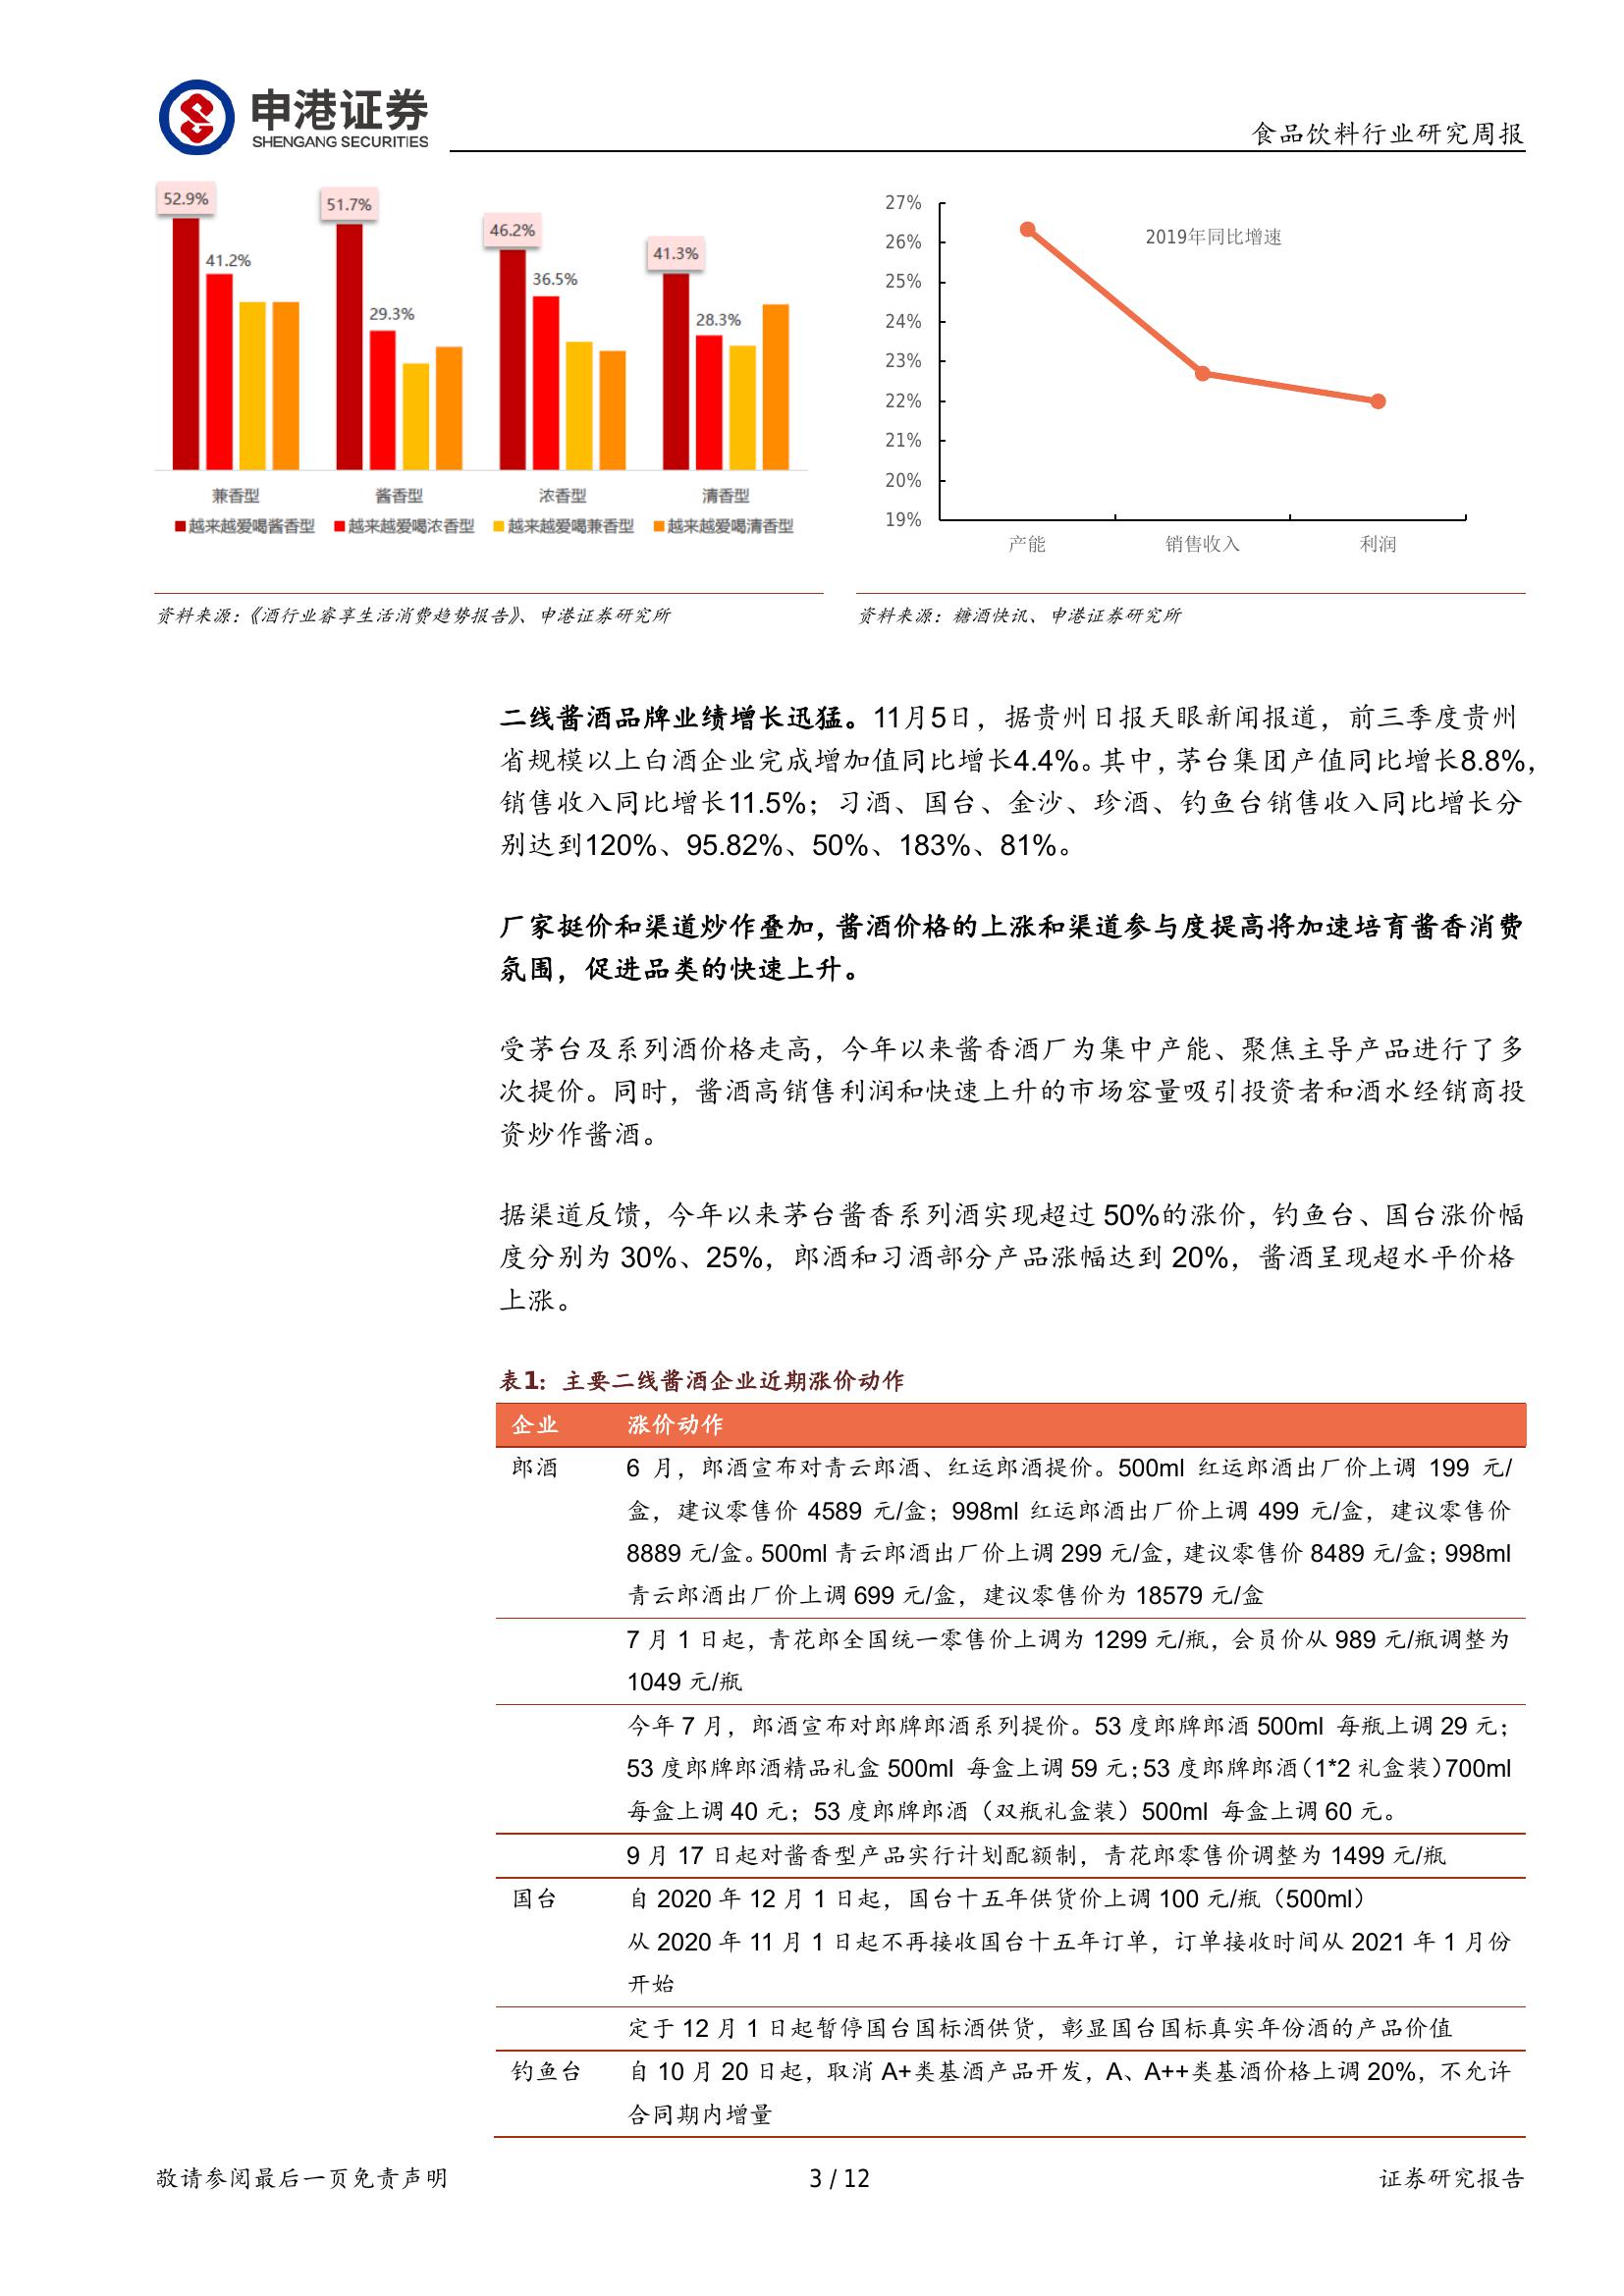 申港证券
SHENGANG SECURITIES
食品饮料行业研究周报
52.9%
41.2%
51.7%
29.3%
46.2%
36.5%
41.3%
28.3%
兼香型
酱香型
浓香型
清香型
越来越爱喝酱香型
越来越爱喝浓香型
越来越爱喝兼香型
越来越爱喝清香型
27%
26%
25%
24%
23%
22%
21%
20%
19%
2019年同比增速
产能
销售收入
利润
资料来源：《酒行业睿享生活消费趋势报告》、申港证券研究所
资料来源：糖酒快讯、申港证券研究所
二线酱酒品牌业绩增长迅猛。11月5日，据贵州日报天眼新闻报道，前三季度贵州
省规模以上白酒企业完成增加值同比增长4.4%。其中，茅台集团产值同比增长8.8%，
销售收入同比增长11.5%；习酒、国台、金沙、珍酒、钓鱼台销售收入同比增长分
别达到120%、95.82%、50%、183%、81%。
厂家挺价和渠道炒作叠加，酱酒价格的上涨和渠道参与度提高将加速培育酱香消费
氛围，促进品类的快速上升。
受茅台及系列酒价格走高，今年以来酱香酒厂为集中产能、聚焦主导产品进行了多
次提价。同时，酱酒高销售利润和快速上升的市场容量吸引投资者和酒水经销商投
资炒作酱酒。
据渠道反馈，今年以来茅台酱香系列酒实现超过 50%的涨价，钓鱼台、国台涨价幅
度分别为 30%、25%，郎酒和习酒部分产品涨幅达到 20%，酱酒呈现超水平价格
上涨。
表1：主要二线酱酒企业近期涨价动作
企业 涨价动作
郎酒 6 月，郎酒宣布对青云郎酒、红运郎酒提价。500ml 红运郎酒出厂价上调 199 元/
盒，建议零售价 4589 元/盒；998ml 红运郎酒出厂价上调 499 元/盒，建议零售价
8889 元/盒。500ml 青云郎酒出厂价上调 299 元/盒，建议零售价 8489 元/盒；998ml
青云郎酒出厂价上调 699 元/盒，建议零售价为 18579 元/盒
7 月 1 日起，青花郎全国统一零售价上调为 1299 元/瓶，会员价从 989 元/瓶调整为
1049 元/瓶
今年 7 月，郎酒宣布对郎牌郎酒系列提价。53 度郎牌郎酒 500ml 每瓶上调 29 元；
53 度郎牌郎酒精品礼盒 500ml 每盒上调 59 元；53 度郎牌郎酒（1*2 礼盒装）700ml
每盒上调 40 元；53 度郎牌郎酒（双瓶礼盒装）500ml 每盒上调 60 元。
9 月 17 日起对酱香型产品实行计划配额制，青花郎零售价调整为 1499 元/瓶
国台 自 2020 年 12 月 1 日起，国台十五年供货价上调 100 元/瓶（500ml）
从 2020 年 11 月 1 日起不再接收国台十五年订单，订单接收时间从 2021 年 1 月份
开始
定于 12 月 1 日起暂停国台国标酒供货，彰显国台国标真实年份酒的产品价值
钓鱼台 自 10 月 20 日起，取消 A+类基酒产品开发，A、A++类基酒价格上调 20%，不允许
合同期内增量
敬请参阅最后一页免责声明
3 / 12
证券研究报告